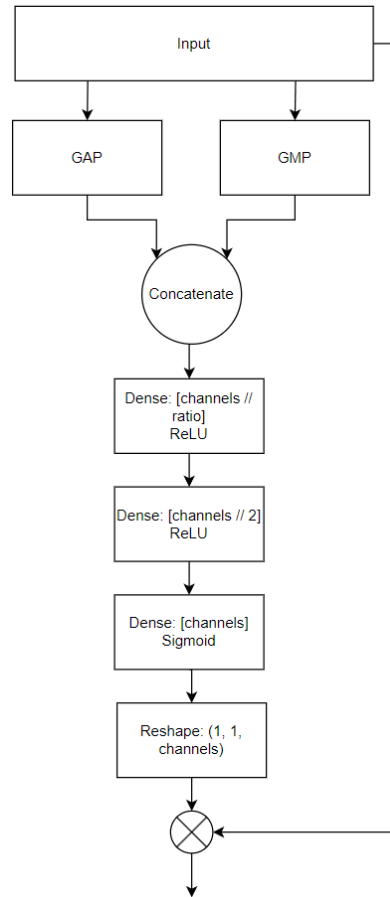 Input
GAP
GMP
Concatenate
Dense: [channels //
ratio]
ReLU
Dense: [channels // 2]
ReLU
Dense: [channels]
Sigmoid
Reshape: (1, 1,
channels)